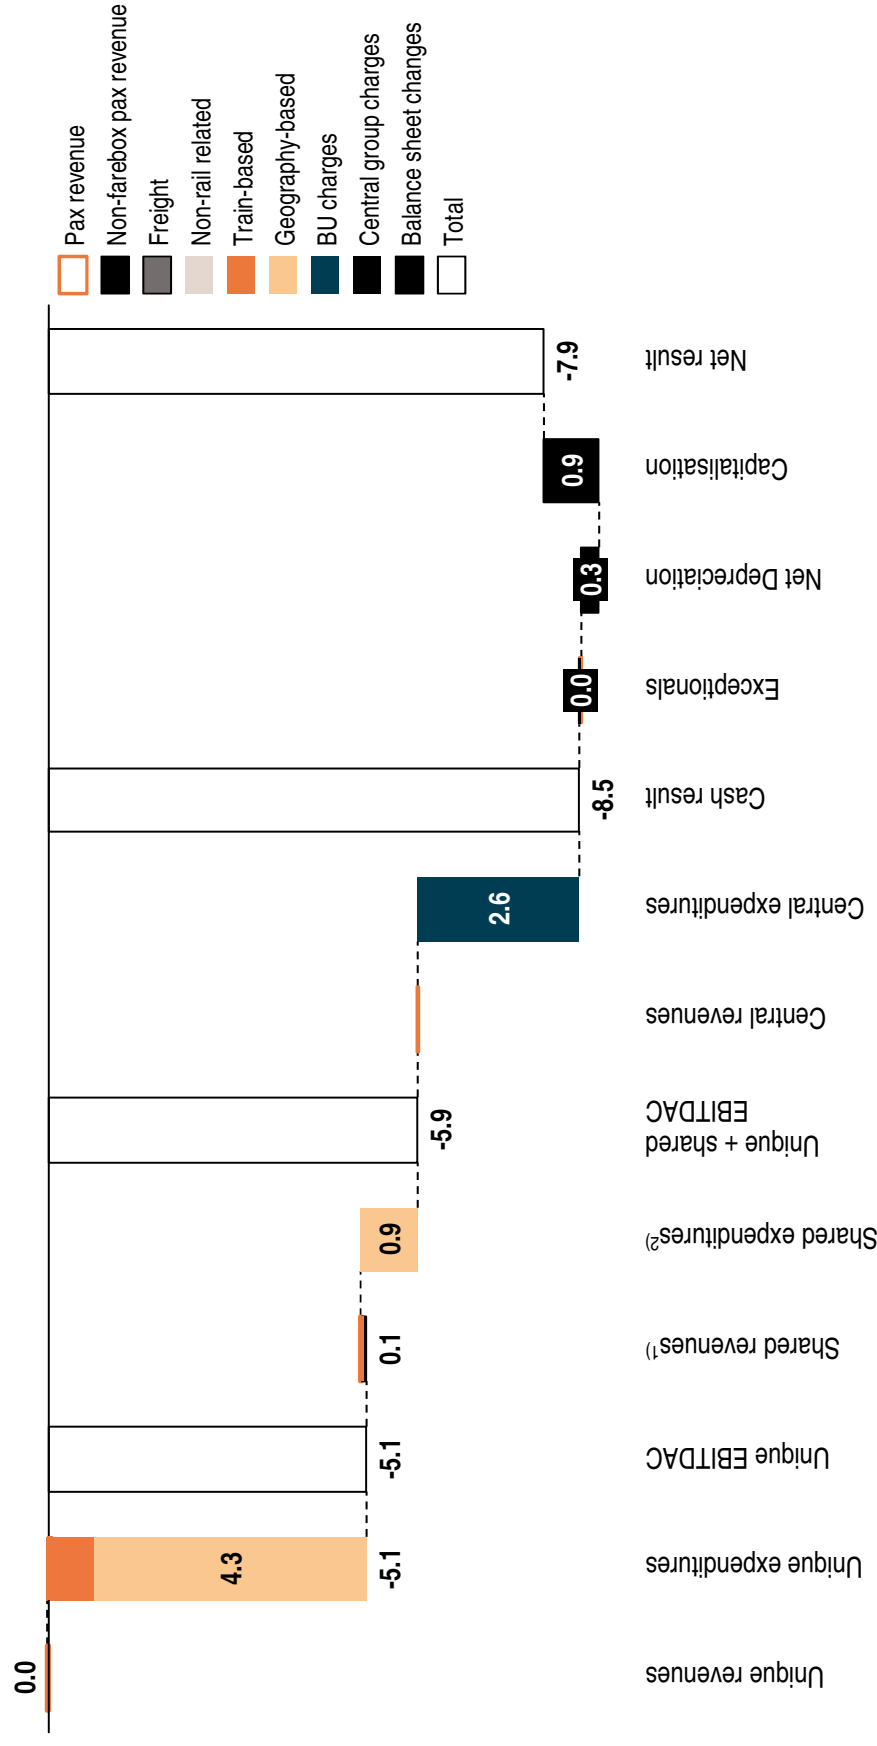 Pax revenue
Non-farebox pax revenue
Freight
Non-rail related
Train-based
Geography-based
BU charges
Central group charges
Balance sheet changes
Total
0.0
4.3
-5.1
-5.1
0.1
0.9
-5.9
2.6
-8.5
0.0
0.3
0.9
-7.9
Unique revenues
Unique expenditures
Unique EBITDAC
Shared revenues1)
Shared expenditures2)
Unique + shared
EBITDAC
Central revenues
Central expenditures
Cash result
Exceptionals
Net Depreciation
Capitalisation
Net result